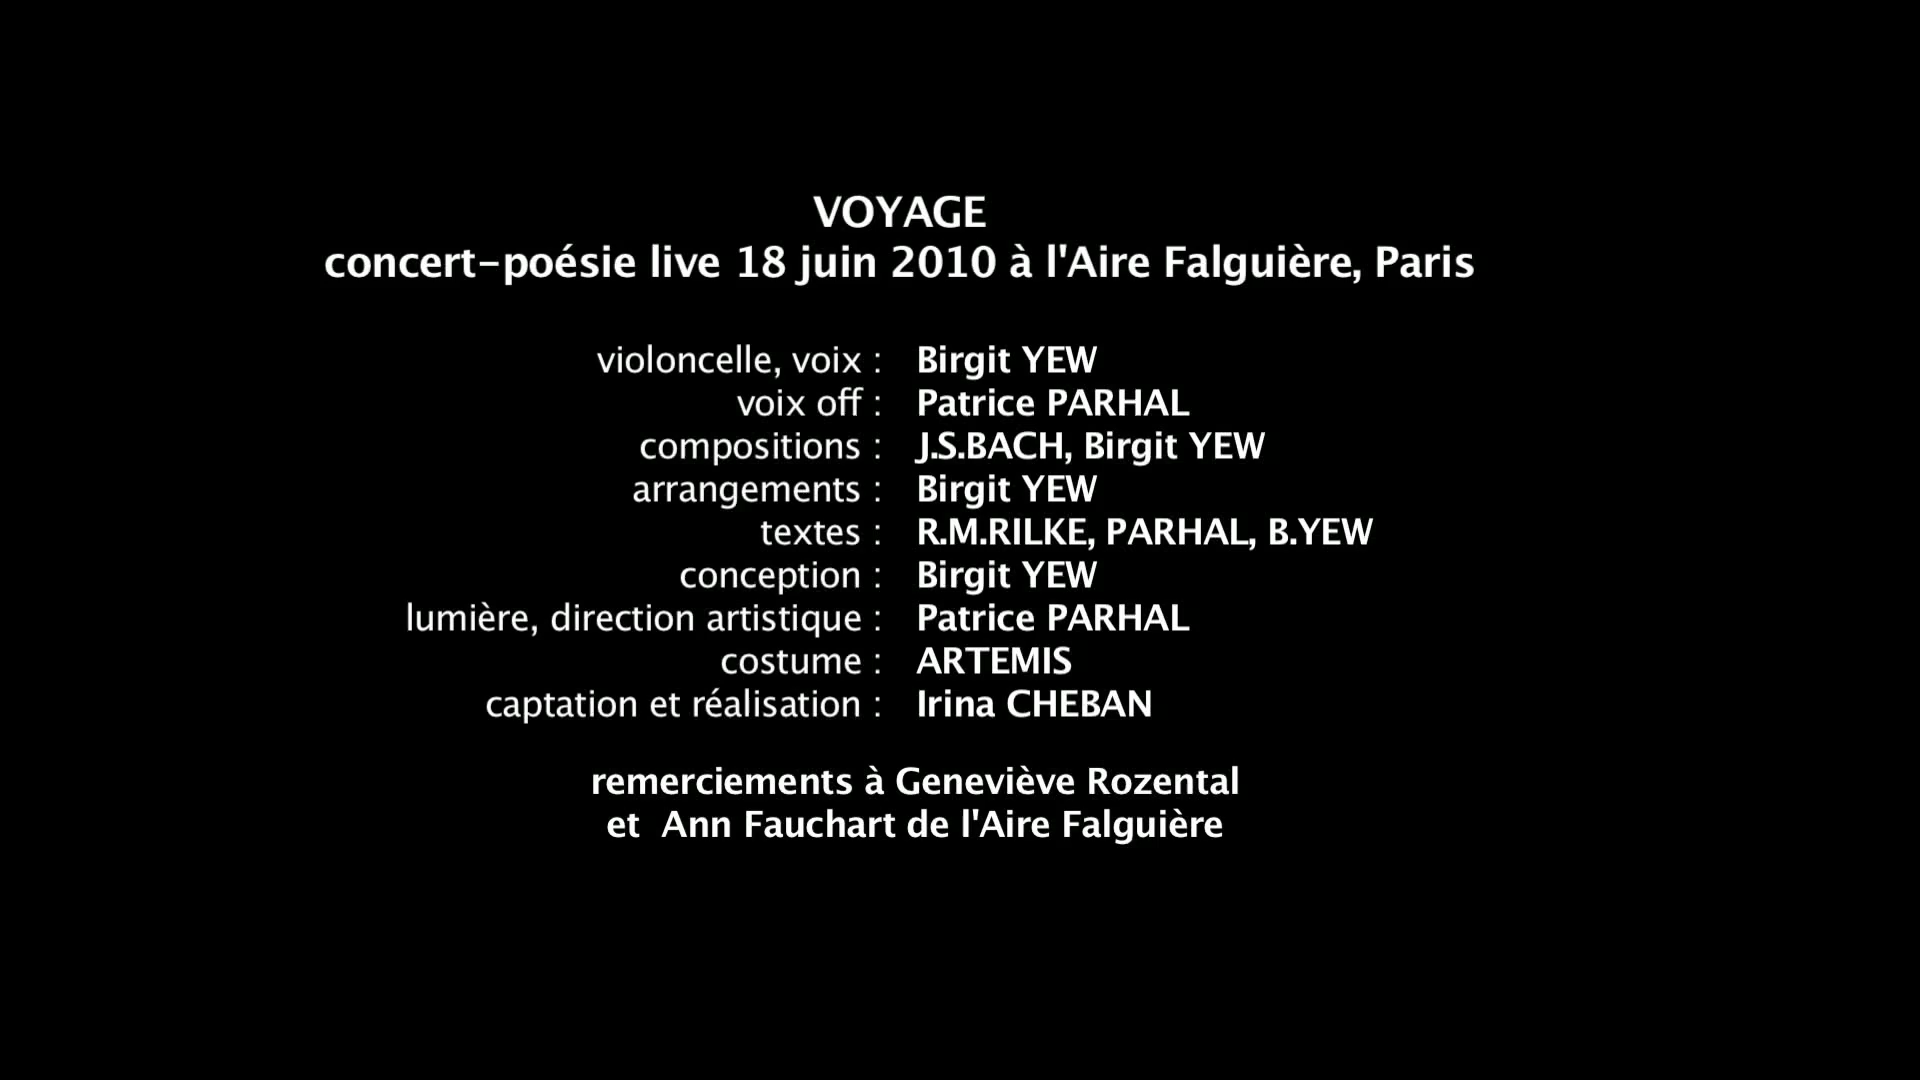 VOYAGE
concert-poésie live 18 juin 2010 à l'Aire Falguière, Paris
violoncelle, voix : Birgit YEW
voix off : Patrice PARHAL
compositions : J.S.BACH, Birgit YEW
arrangements : Birgit YEW
textes : R.M.RILKE, PARHAL, B.YEW
conception : Birgit YEW
lumière, direction artistique : Patrice PARHAL
costume : ARTEMIS
captation et réalisation : Irina CHEBAN
remerciements à Geneviève Rozental
et Ann Fauchart de l'Aire Falguière